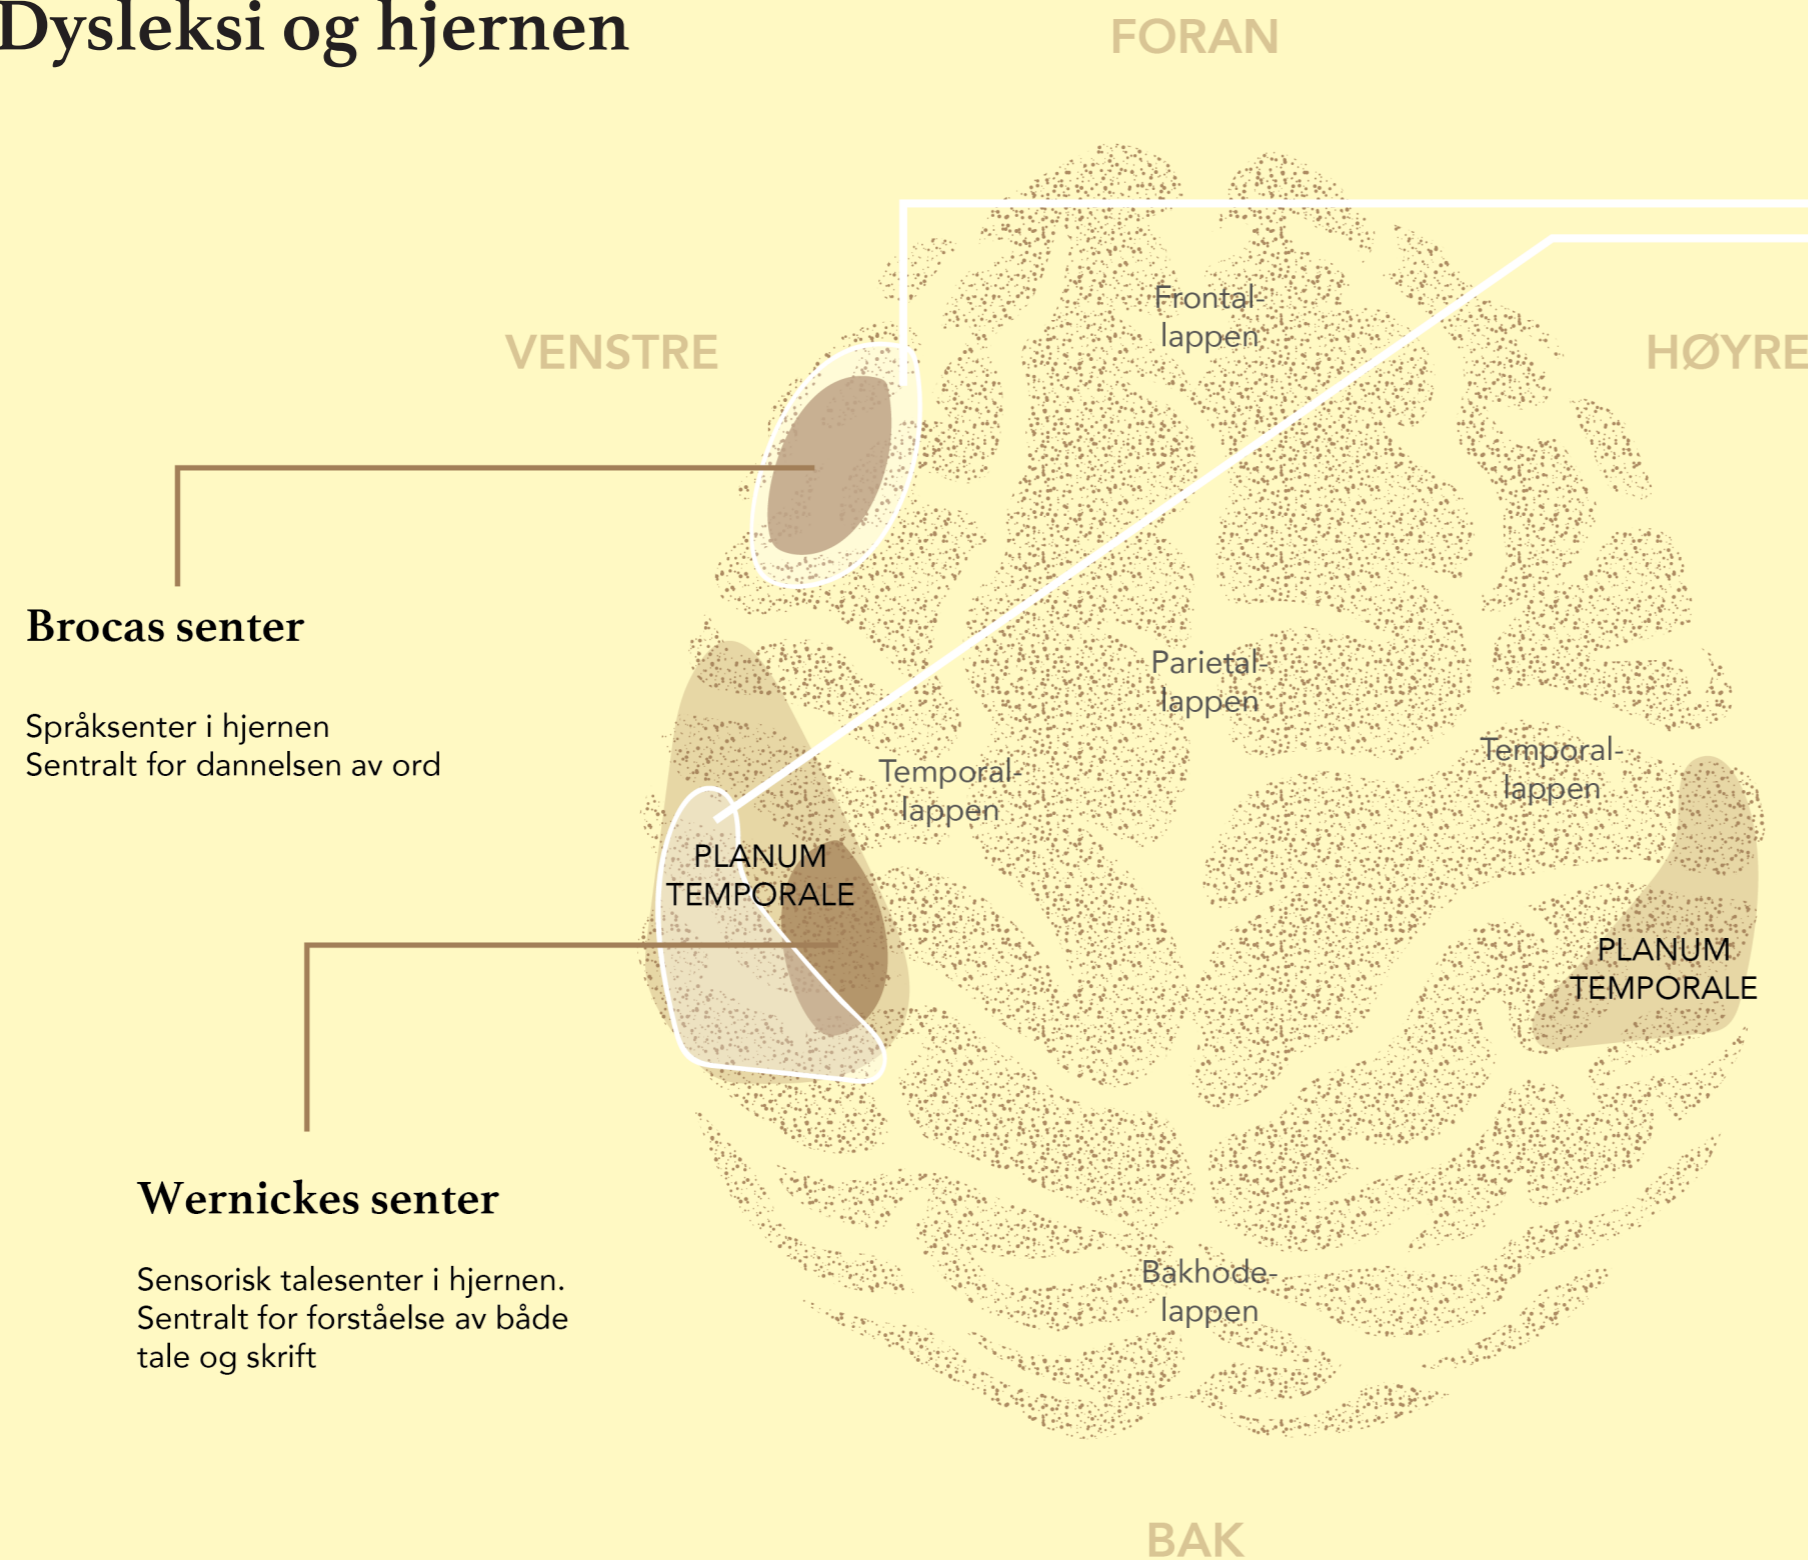 Dysleksi og hjernen
FORAN
Frontal-
lappen
VENSTRE
HØYRE
Brocas senter
Språksenter i hjernen
Sentralt for dannelsen av ord
Parietal-
lappen
Temporal-
lappen
Temporal-
lappen
PLANUM
TEMPORALE
PLANUM
TEMPORALE
Wernickes senter
Sensorisk talesenter i hjernen.
Sentralt for forståelse av både
tale og skrift
Bakhode-
lappen
BAK